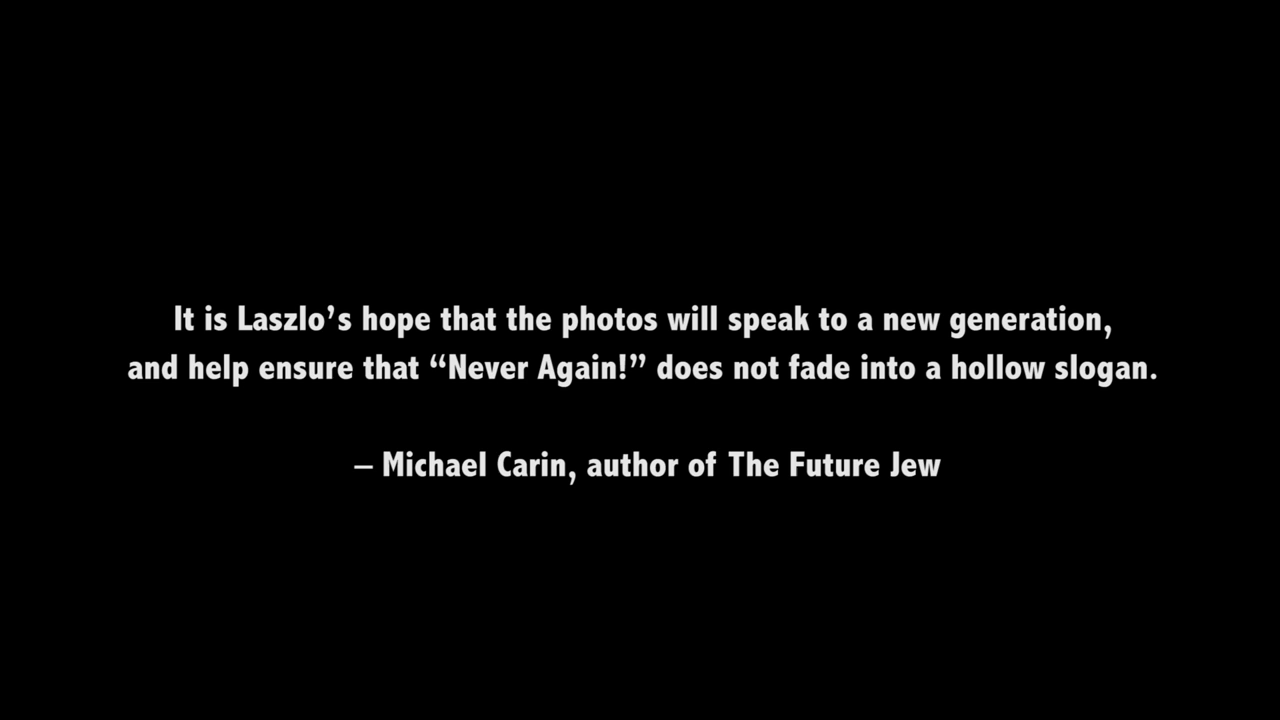 It is Laszlo’s hope that the photos will speak to a new generation,
and help ensure that “Never Again!” does not fade into a hollow slogan.
– Michael Carin, author of The Future Jew